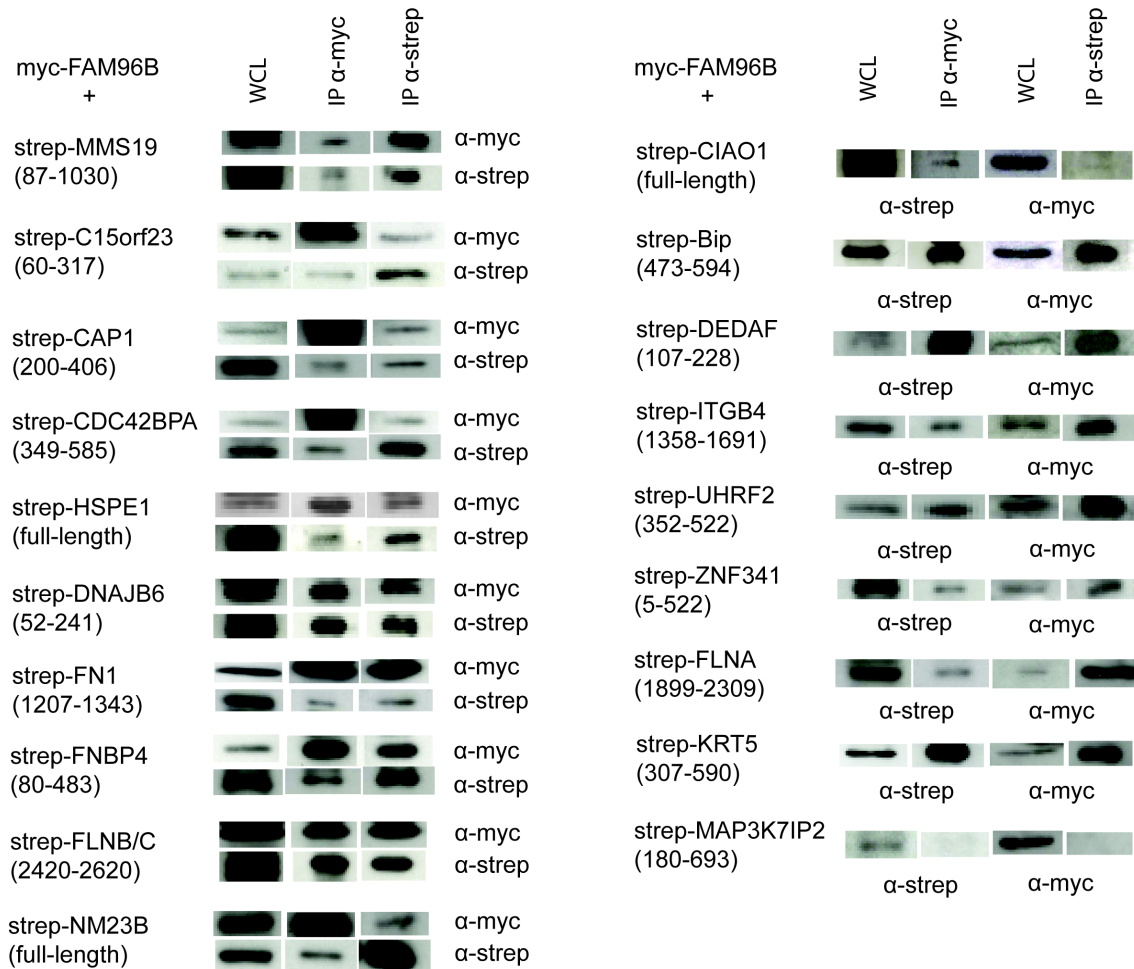 myc-FAM96B
+
WCL
IP α-myc
IP α-strep
strep-MMS19
(87-1030)
α-myc
α-strep
strep-C15orf23
(60-317)
α-myc
α-strep
strep-CAP1
(200-406)
α-myc
α-strep
strep-CDC42BPA
(349-585)
α-myc
α-strep
strep-HSPE1
(full-length)
α-myc
α-strep
strep-DNAJB6
(52-241)
α-myc
α-strep
strep-FN1
(1207-1343)
α-myc
α-strep
strep-FNBP4
(80-483)
α-myc
α-strep
strep-FLNB/C
(2420-2620)
α-myc
α-strep
strep-NM23B
(full-length)
α-myc
α-strep
myc-FAM96B
+
WCL
IP α-myc
WCL
IP α-strep
strep-CIAO1
(full-length)
α-strep α-myc
strep-Bip
(473-594)
α-strep α-myc
strep-DEDAF
(107-228)
α-strep α-myc
strep-ITGB4
(1358-1691)
α-strep α-myc
strep-UHRF2
(352-522)
α-strep α-myc
strep-ZNF341
(5-522)
α-strep α-myc
strep-FLNA
(1899-2309)
α-strep α-myc
strep-KRT5
(307-590)
α-strep α-myc
strep-MAP3K7IP2
(180-693)
α-strep α-myc